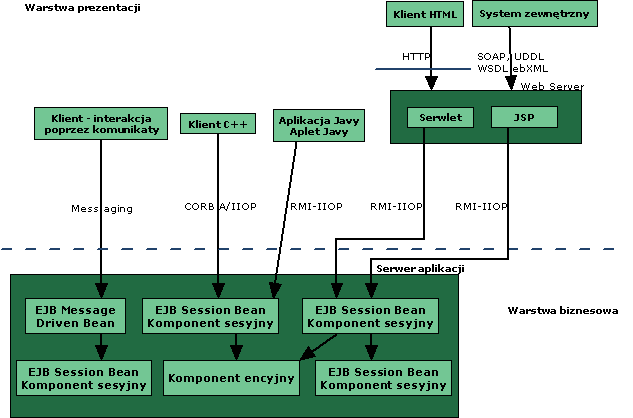 Warstwa prezentacji
Klient HTML
System zewnętrzny
HTTP
SOAP, UDDL
WSDL ebXML
Web Server
Klient - interakcja
poprzez komunikaty
Klient C++
Aplikacja Javy
Aplet Javy
Serwlet
JSP
Messaging
CORBA/IIOP
RMI-IIOP
RMI-IIOP
RMI-IIOP
Serwer aplikacji
EJB Message
Driven Bean
EJB Session Bean
Komponent sesyjny
EJB Session Bean
Komponent sesyjny
Warstwa biznesowa
EJB Session Bean
Komponent sesyjny
Komponent encyjny
EJB Session Bean
Komponent sesyjny